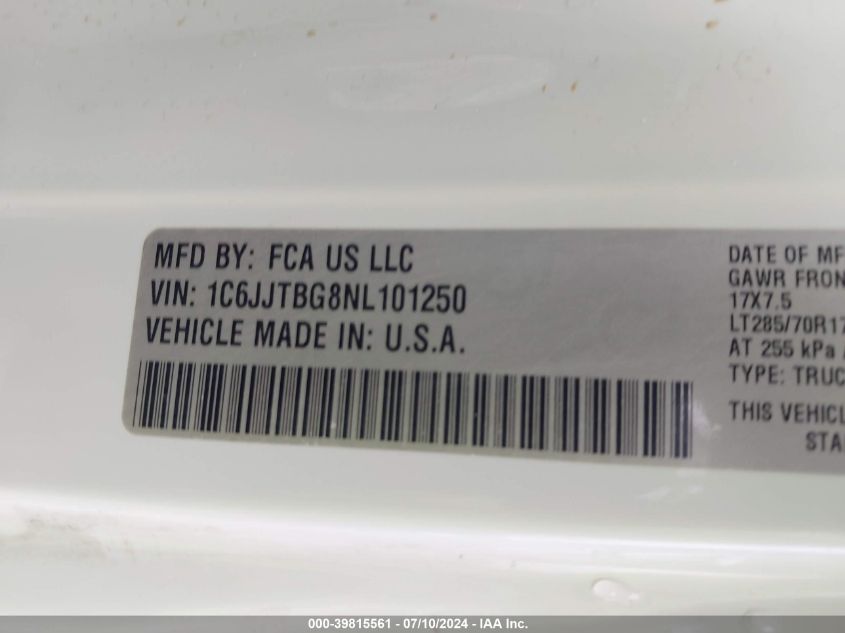 MFD BY: FCA US LLC
VIN: 1C6JJTBG8NL101250
VEHICLE MADE IN: U.S.A.
DATE OF MF
GAWR FRON
17X7.5
LT285/70R17
AT 255 kPa
TYPE: TRUC
THIS VEHICL
STA
000-39815561 - 07/10/2024 - IAA Inc.